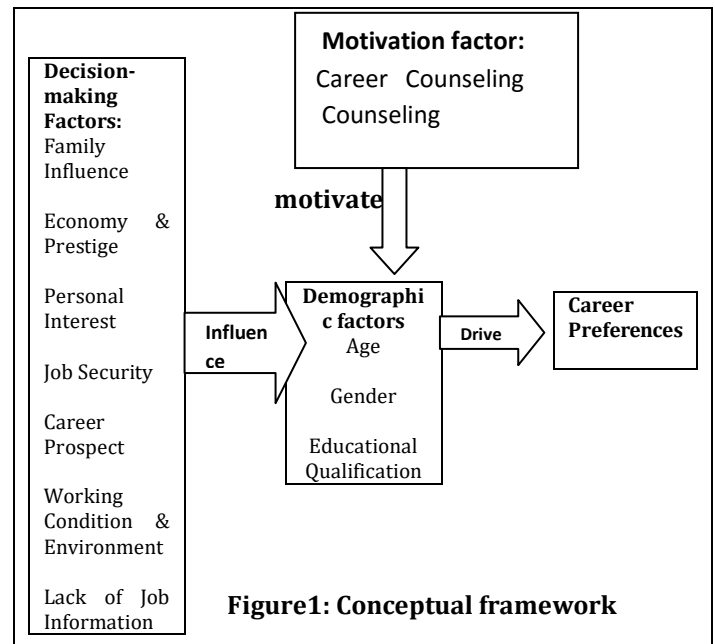 Decision-
making
Factors:
Family
Influence
Economy &
Prestige
Personal
Interest
Job Security
Career
Prospect
Working
Condition &
Environment
Lack of Job
Information
Motivation factor:
Career Counseling
Counseling
motivate
Influen
ce
Demographi
c factors
Age
Gender
Educational
Qualification
Drive
Career
Preferences
Figure1: Conceptual framework